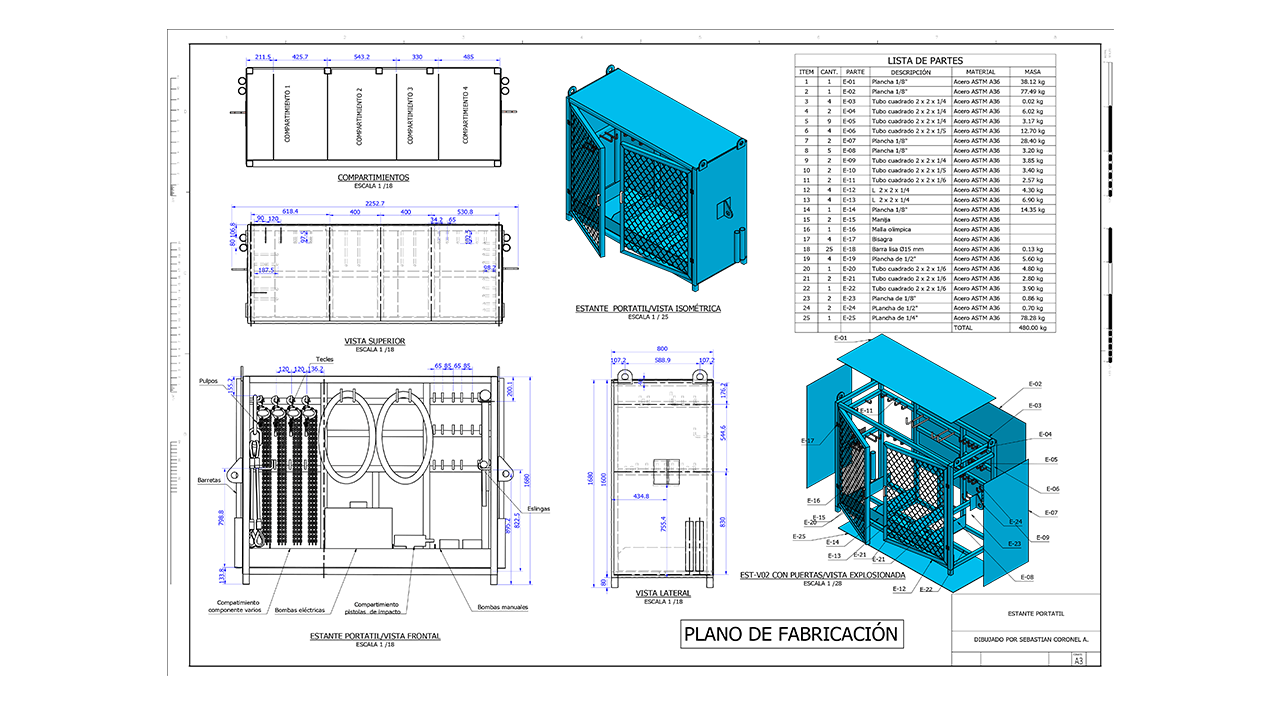 211.5 425.7 543.2 330 485
COMPARTIMIENTO 1
COMPARTIMIENTO 2
COMPARTIMIENTO 3
COMPARTIMIENTO 4
COMPARTIMIENTOS
ESCALA 1 /18
2252.7
618.4 400 400 530.8
90 120 34.2 65
80 106.8
187.5
VISTA SUPERIOR
ESCALA 1 /18
Tecles
Pulpos
120 120 136.2
65 85 65 85
155.2
200.1
Barretas
Eslingas
798.8
133.8
895.2
822.5
1680
Compatimiento
componente varios
Bombas eléctricas
Compartimiento
pistolas de impacto
Bombas manuales
ESTANTE PORTATIL/VISTA FRONTAL
ESCALA 1 /18
ESTANTE PORTATIL/VISTA ISOMÉTRICA
ESCALA 1 / 25
800
107.2 588.9 107.2
176.2
544.6
830
1680
1600
434.8
755.4
80
VISTA LATERAL
ESCALA 1 /18
PLANO DE FABRICACIÓN
LISTA DE PARTES
ITEM CANT. PARTE DESCRIPCIÓN MATERIAL MASA
1 1 E-01 Plancha 1/8" Acero ASTM A36 38.12 kg
2 1 E-02 Plancha 1/8" Acero ASTM A36 77.49 kg
3 4 E-03 Tubo cuadrado 2 x 2 x 1/4 Acero ASTM A36 0.02 kg
4 2 E-04 Tubo cuadrado 2 x 2 x 1/4 Acero ASTM A36 6.02 kg
5 9 E-05 Tubo cuadrado 2 x 2 x 1/4 Acero ASTM A36 3.17 kg
6 4 E-06 Tubo cuadrado 2 x 2 x 1/5 Acero ASTM A36 12.70 kg
7 2 E-07 Plancha 1/8" Acero ASTM A36 28.40 kg
8 5 E-08 Plancha 1/8" Acero ASTM A36 3.20 kg
9 2 E-09 Tubo cuadrado 2 x 2 x 1/4 Acero ASTM A36 3.85 kg
10 2 E-10 Tubo cuadrado 2 x 2 x 1/5 Acero ASTM A36 3.40 kg
11 2 E-11 Tubo cuadrado 2 x 2 x 1/6 Acero ASTM A36 2.57 kg
12 4 E-12 L 2 x 2 x 1/4 Acero ASTM A36 4.30 kg
13 4 E-13 L 2 x 2 x 1/4 Acero ASTM A36 6.90 kg
14 1 E-14 Plancha 1/8" Acero ASTM A36 14.35 kg
15 2 E-15 Manija Acero ASTM A36
16 1 E-16 Malla olímpica Acero ASTM A36
17 4 E-17 Bisagra Acero ASTM A36
18 25 E-18 Barra lisa Ø15 mm Acero ASTM A36 0.13 kg
19 4 E-19 Plancha de 1/2" Acero ASTM A36 5.60 kg
20 1 E-20 Tubo cuadrado 2 x 2 x 1/6 Acero ASTM A36 4.80 kg
21 2 E-21 Tubo cuadrado 2 x 2 x 1/6 Acero ASTM A36 2.80 kg
22 1 E-22 Tubo cuadrado 2 x 2 x 1/6 Acero ASTM A36 3.90 kg
23 2 E-23 PLancha de 1/8" Acero ASTM A36 0.86 kg
24 2 E-24 PLancha de 1/2" Acero ASTM A36 0.70 kg
25 1 E-25 PLancha de 1/4" Acero ASTM A36 78.28 kg
TOTAL 480.00 kg
E-01
E-02
E-03
E-11
E-04
E-17
E-05
E-06
E-16
E-07
E-15
E-20
E-24
E-25
E-14
E-09
E-23
E-13
E-21
E-21
E-08
E-12
E-22
EST-V02 CON PUERTAS/VISTA EXPLOSIONADA
ESCALA 1 /28
ESTANTE PORTATIL
DIBUJADO POR SEBASTIAN CORONEL A.
A3